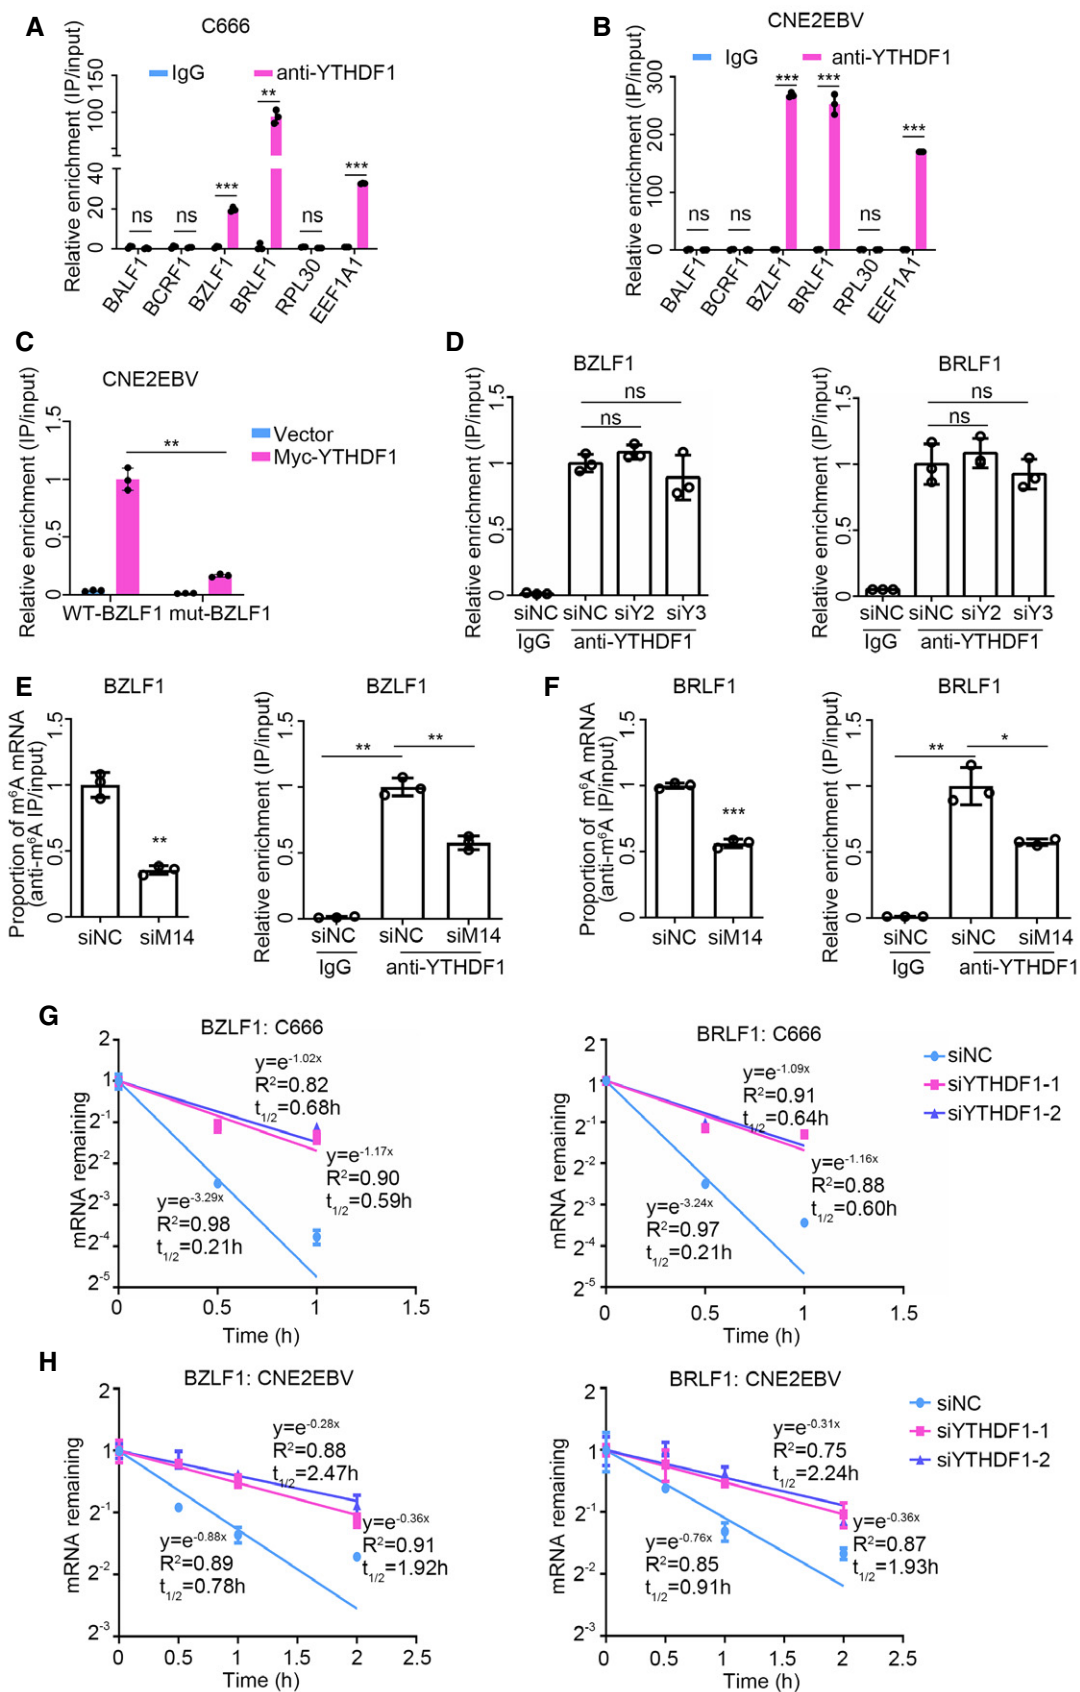 A
C666
IgG
anti-YTHDF1
Relative enrichment (IP/input)
150
100
40
20
0
**
***
***
ns
ns
ns
BALF1
BCRF1
BZLF1
BRLF1
RPL30
EEF1A1
B
CNE2EBV
IgG
anti-YTHDF1
Relative enrichment (IP/input)
300
200
100
0
***
***
***
ns
ns
ns
BALF1
BCRF1
BZLF1
BRLF1
RPL30
EEF1A1
C
CNE2EBV
Relative enrichment (IP/input)
1.5
1
0.5
0
**
Vector
Myc-YTHDF1
WT-BZLF1 mut-BZLF1
D
BZLF1
Relative enrichment (IP/input)
1.5
1
0.5
0
ns
ns
siNC siNC siY2 siY3
IgG anti-YTHDF1
BRLF1
Relative enrichment (IP/input)
1.5
1
0.5
0
ns
ns
siNC siNC siY2 siY3
IgG anti-YTHDF1
E
BZLF1
Proportion of m⁶A mRNA
(anti-m⁶A IP/input)
1.5
1
0.5
0
**
siNC siM14
BZLF1
Relative enrichment (IP/input)
1.5
1
0.5
0
** **
siNC siNC siM14
IgG anti-YTHDF1
F
BRLF1
Proportion of m⁶A mRNA
(anti-m⁶A IP/input)
1.5
1
0.5
0
***
siNC siM14
BRLF1
Relative enrichment (IP/input)
1.5
1
0.5
0
** *
siNC siNC siM14
IgG anti-YTHDF1
G
BZLF1: C666
mRNA remaining
2
1
2⁻¹
2⁻²
2⁻³
2⁻⁴
2⁻⁵
y=e^-1.02x
R²=0.82
t1/2=0.68h
y=e^-1.17x
R²=0.90
t1/2=0.59h
y=e^-3.29x
R²=0.98
t1/2=0.21h
0 0.5 1 1.5
Time (h)
BRLF1: C666
mRNA remaining
2
1
2⁻¹
2⁻²
2⁻³
2⁻⁴
2⁻⁵
y=e^-1.09x
R²=0.91
t1/2=0.64h
y=e^-1.16x
R²=0.88
t1/2=0.60h
y=e^-3.24x
R²=0.97
t1/2=0.21h
0 0.5 1 1.5
Time (h)
siNC
siYTHDF1-1
siYTHDF1-2
H
BZLF1: CNE2EBV
mRNA remaining
2
1
2⁻¹
2⁻²
2⁻³
y=e^-0.28x
R²=0.88
t1/2=2.47h
y=e^-0.36x
R²=0.91
t1/2=1.92h
y=e^-0.88x
R²=0.89
t1/2=0.78h
0 0.5 1 1.5 2 2.5
Time (h)
BRLF1: CNE2EBV
mRNA remaining
2
1
2⁻¹
2⁻²
2⁻³
y=e^-0.31x
R²=0.75
t1/2=2.24h
y=e^-0.36x
R²=0.87
t1/2=1.93h
y=e^-0.76x
R²=0.85
t1/2=0.91h
0 0.5 1 1.5 2 2.5
Time (h)
siNC
siYTHDF1-1
siYTHDF1-2